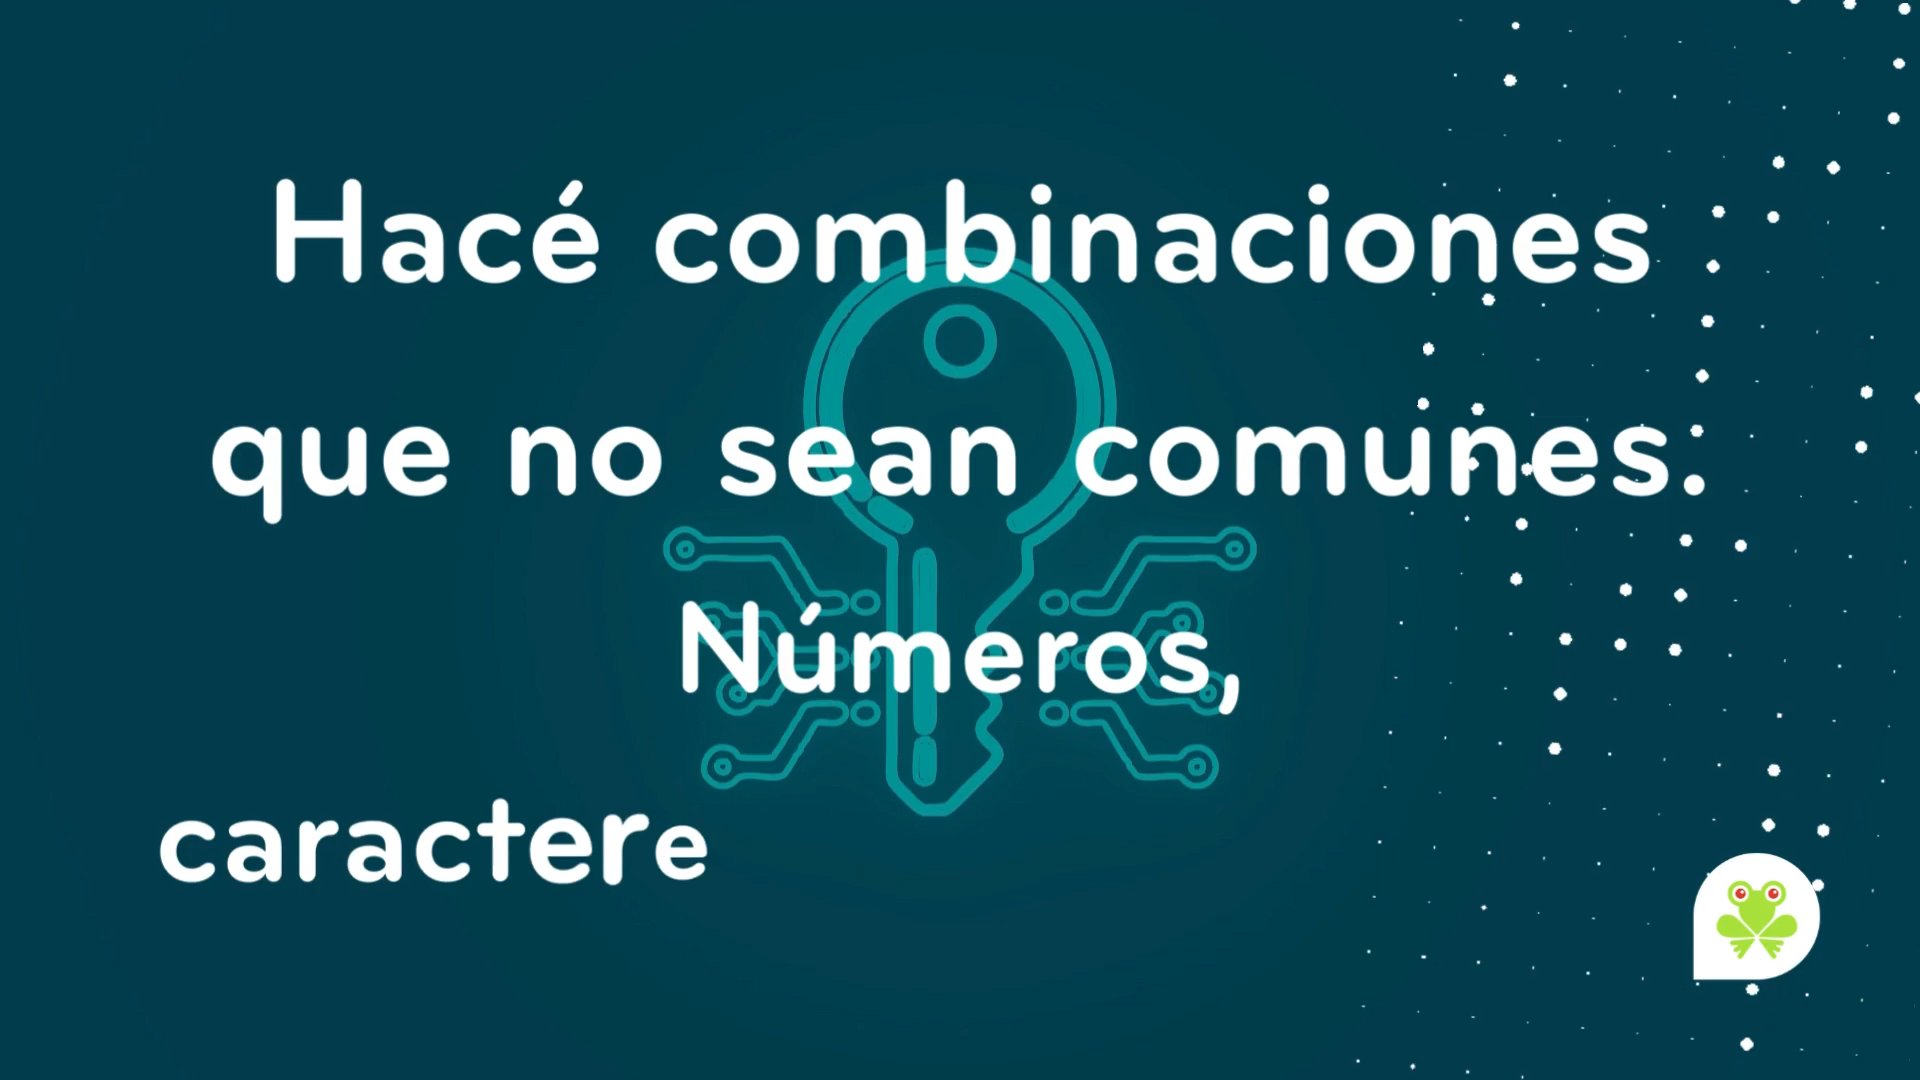 Hacé combinaciones
que no sean comunes.
Números,
caractere